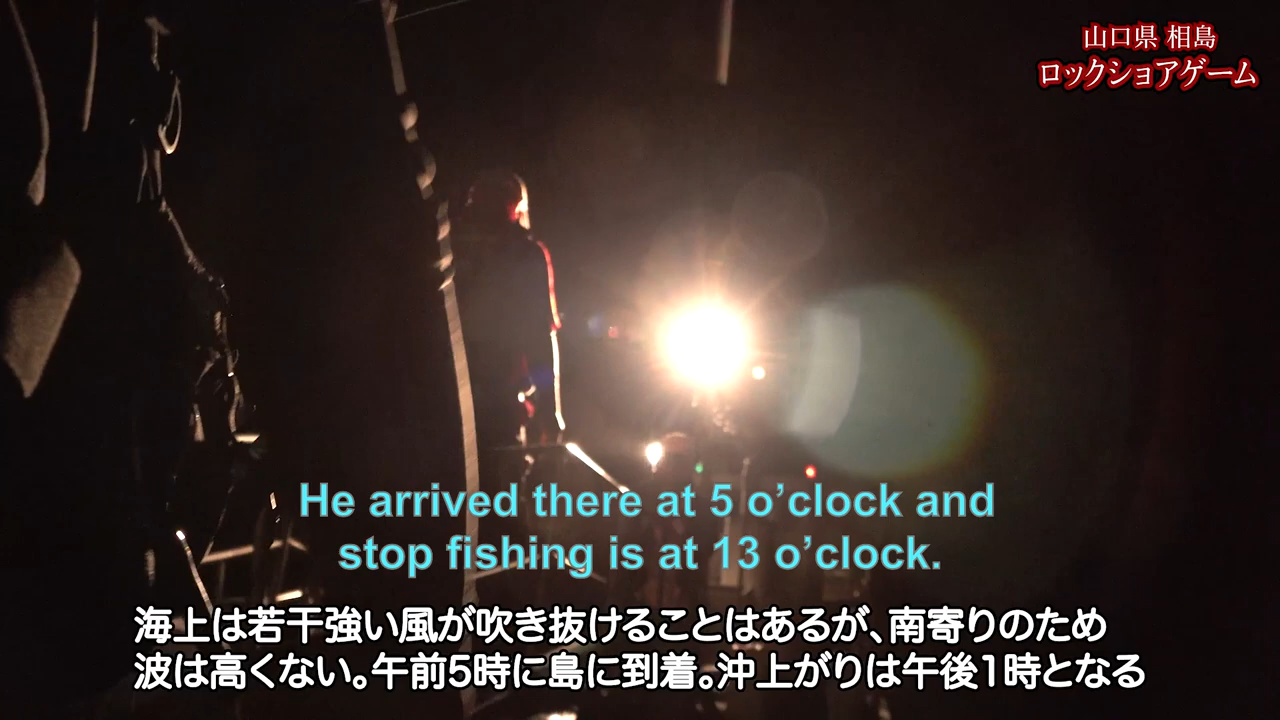 山口県 相島
ロックショアゲーム
He arrived there at 5 o’clock and
stop fishing is at 13 o’clock.
海上は若干強い風が吹き抜けることはあるが、南寄りのため
波は高くない。午前5時に島に到着。沖上がりは午後1時となる